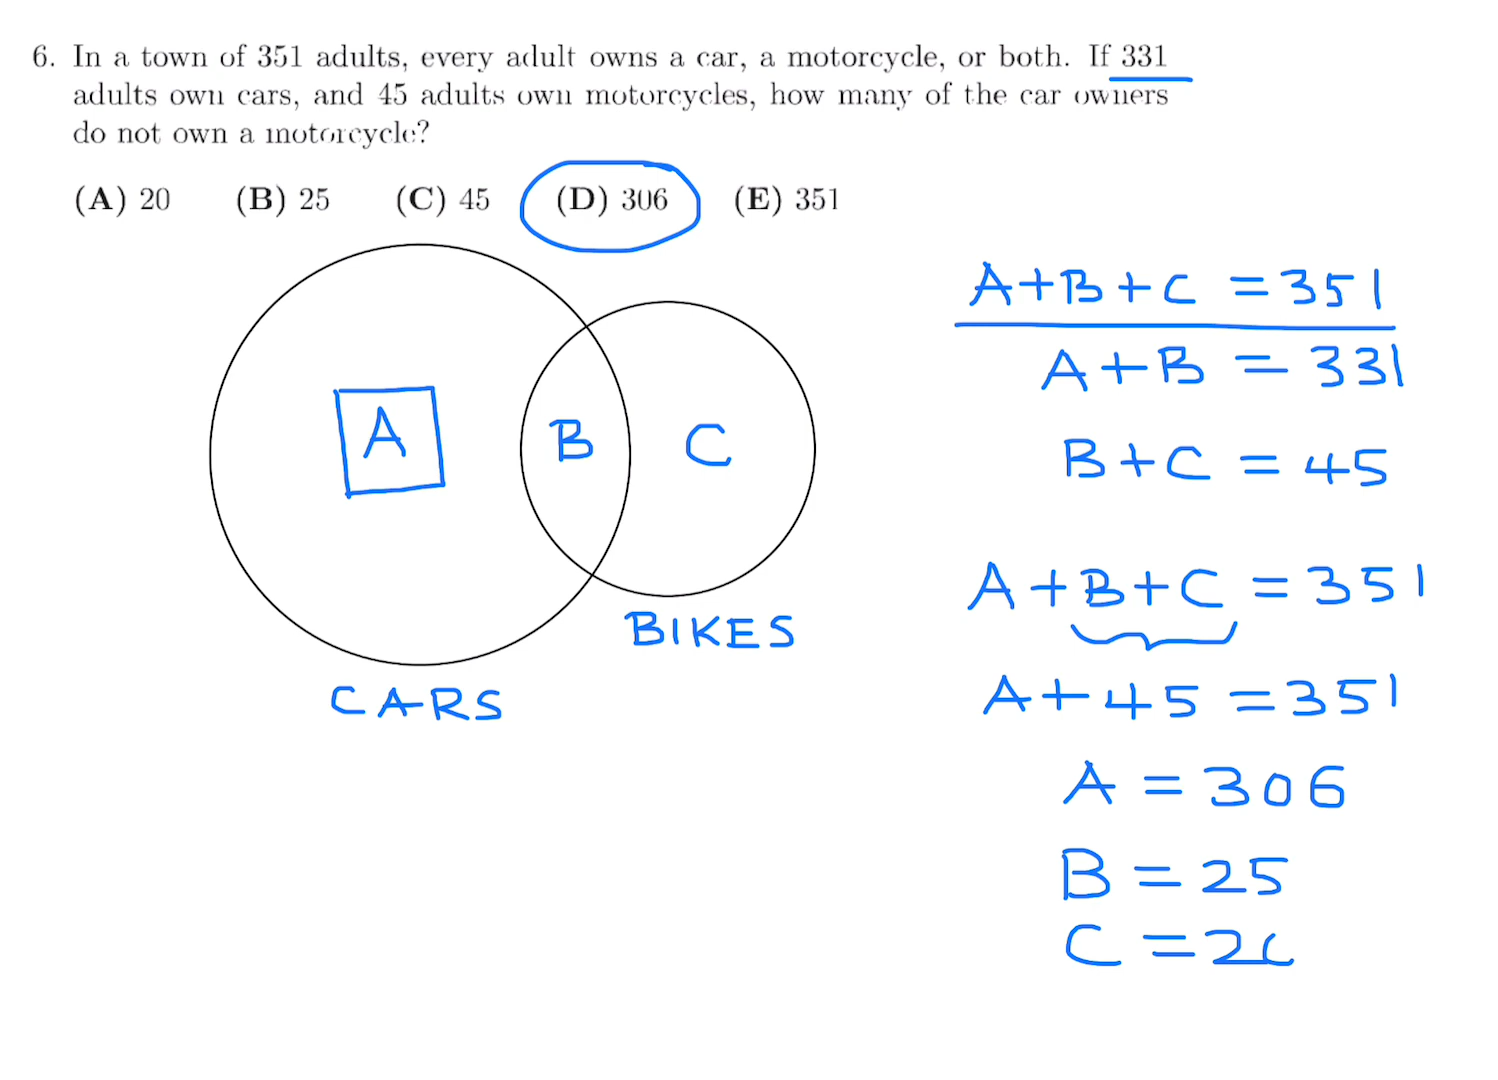 6. In a town of 351 adults, every adult owns a car, a motorcycle, or both. If 331
adults own cars, and 45 adults own motorcycles, how many of the car owners
do not own a motorcycle?
(A) 20 (B) 25 (C) 45 (D) 306 (E) 351
A B C
BIKES
CARS
A+B+C = 351
A+B = 331
B+C = 45
A+B+C = 351
A+45 = 351
A = 306
B = 25
C =